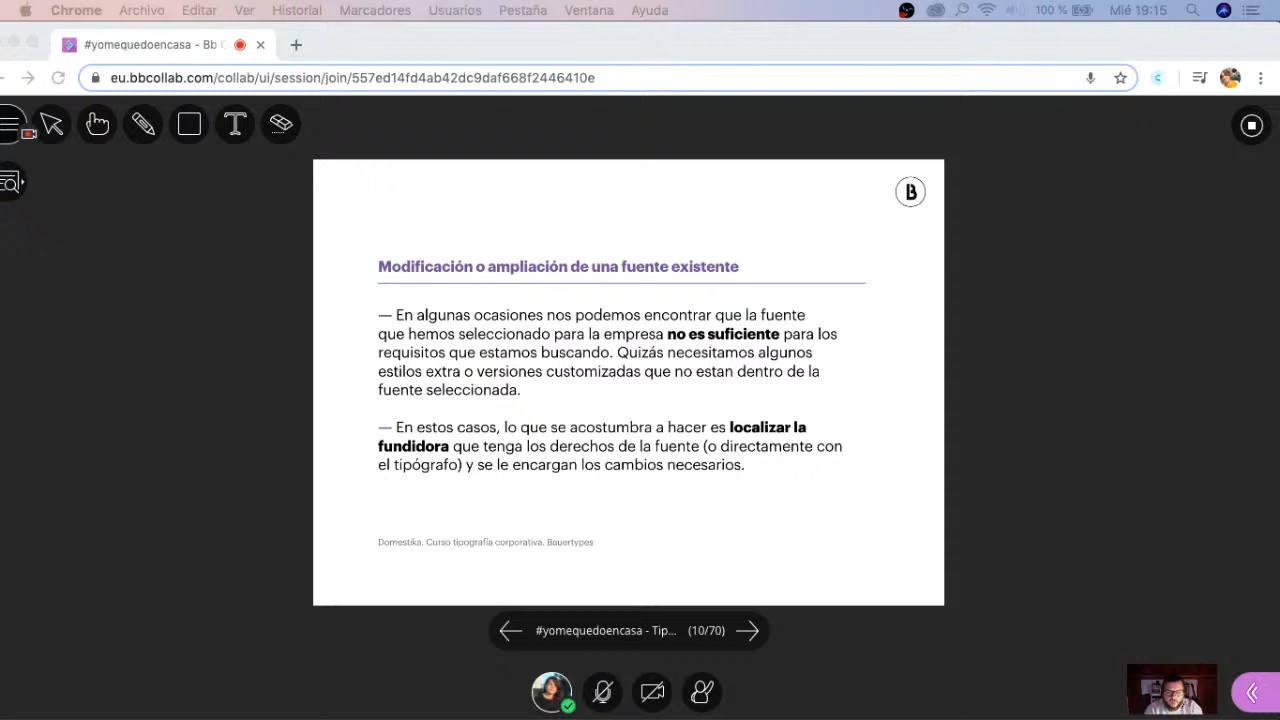 Chrome Archivo Editar Ver Historial Marcadores Usuarios Pestaña Ventana Ayuda 100 % Mié 19:15
#yomequedoencasa - Bb C
eu.bbcollab.com/collab/ui/session/join/557ed14fd4ab42dc9daf668f2446410e
T
B
Modificación o ampliación de una fuente existente
— En algunas ocasiones nos podemos encontrar que la fuente
que hemos seleccionado para la empresa no es suficiente para los
requisitos que estamos buscando. Quizás necesitamos algunos
estilos extra o versiones customizadas que no estan dentro de la
fuente seleccionada.
— En estos casos, lo que se acostumbra a hacer es localizar la
fundidora que tenga los derechos de la fuente (o directamente con
el tipógrafo) y se le encargan los cambios necesarios.
Domestika. Curso tipografía corporativa. Bauertypes
#yomequedoencasa - Tip... (10/70)